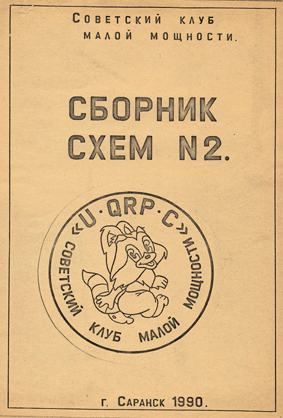 Советский клуб
малой мощности.
СБОРНИК
СХЕМ N2.
«U·QRP·C»
СОВЕТСКИЙ КЛУБ МАЛОЙ МОЩНОСТИ
г. Саранск 1990.